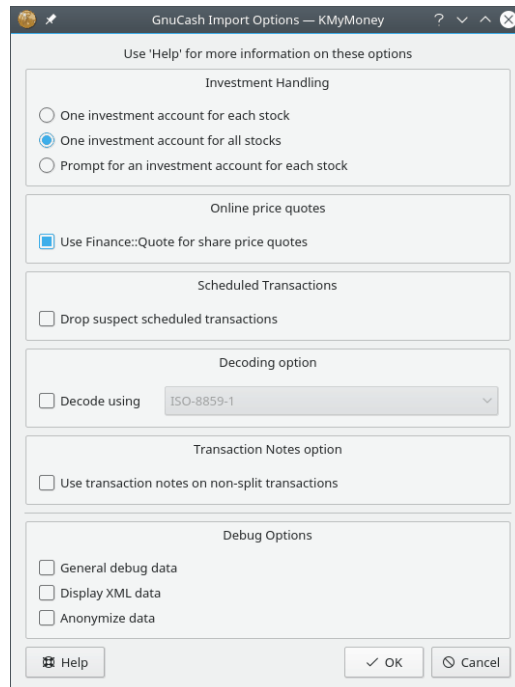 GnuCash Import Options — KMyMoney
Use 'Help' for more information on these options
Investment Handling
One investment account for each stock
One investment account for all stocks
Prompt for an investment account for each stock
Online price quotes
Use Finance::Quote for share price quotes
Scheduled Transactions
Drop suspect scheduled transactions
Decoding option
Decode using ISO-8859-1
Transaction Notes option
Use transaction notes on non-split transactions
Debug Options
General debug data
Display XML data
Anonymize data
Help OK Cancel